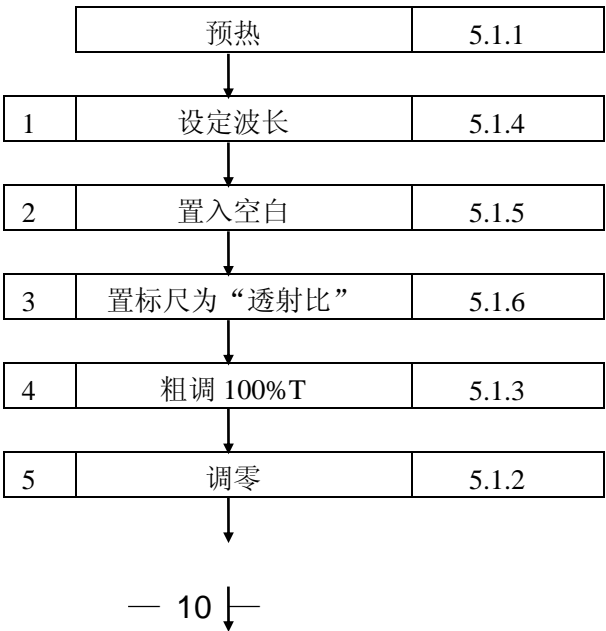 预热 5.1.1
1 设定波长 5.1.4
2 置入空白 5.1.5
3 置标尺为“透射比” 5.1.6
4 粗调 100%T 5.1.3
5 调零 5.1.2
— 10 —